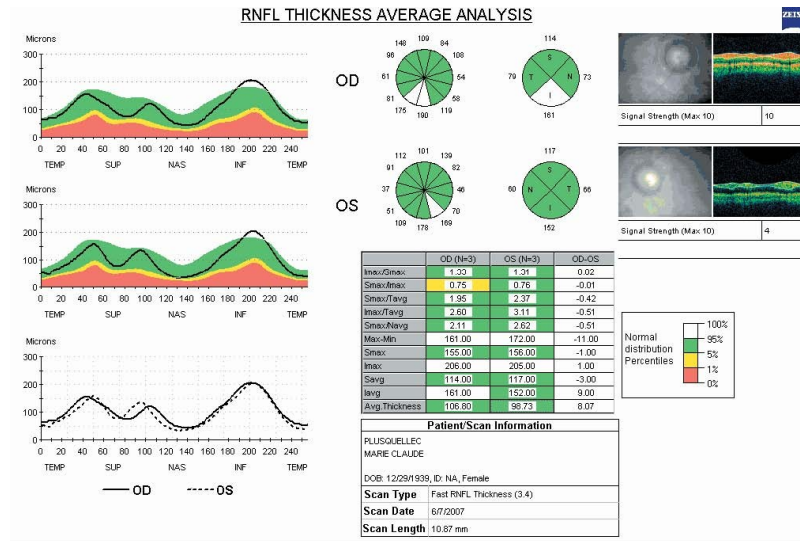 RNFL THICKNESS AVERAGE ANALYSIS
ZEISS
Microns
300
200
100
0
0 20 40 60 80 100 120 140 160 180 200 220 240
TEMP SUP NAS INF TEMP
Microns
300
200
100
0
0 20 40 60 80 100 120 140 160 180 200 220 240
TEMP SUP NAS INF TEMP
Microns
300
200
100
0
0 20 40 60 80 100 120 140 160 180 200 220 240
TEMP SUP NAS INF TEMP
OD OS
OD
109
148 84
96 108
61 54
81 58
175 119
190
114
S
79 T N 73
I
161
OS
101
112 139
91 82
37 46
51 70
109 169
178
117
S
60 N T 66
I
152
Signal Strength (Max 10) 10
Signal Strength (Max 10) 4
OD (N=3) OS (N=3) OD-OS
Imax/Smax 1.33 1.31 0.02
Smax/Imax 0.75 0.76 -0.01
Smax/Tavg 1.95 2.37 -0.42
Imax/Tavg 2.60 3.11 -0.51
Smax/Navg 2.11 2.62 -0.51
Max-Min 161.00 172.00 -11.00
Smax 155.00 156.00 -1.00
Imax 206.00 205.00 1.00
Savg 114.00 117.00 -3.00
Iavg 161.00 152.00 9.00
Avg.Thickness 106.80 98.73 8.07
Normal
distribution
Percentiles
100%
95%
5%
1%
0%
Patient/Scan Information
PLUSQUELLEC
MARIE CLAUDE
DOB: 12/29/1939, ID: NA, Female
Scan Type Fast RNFL Thickness (3.4)
Scan Date 6/7/2007
Scan Length 10.87 mm